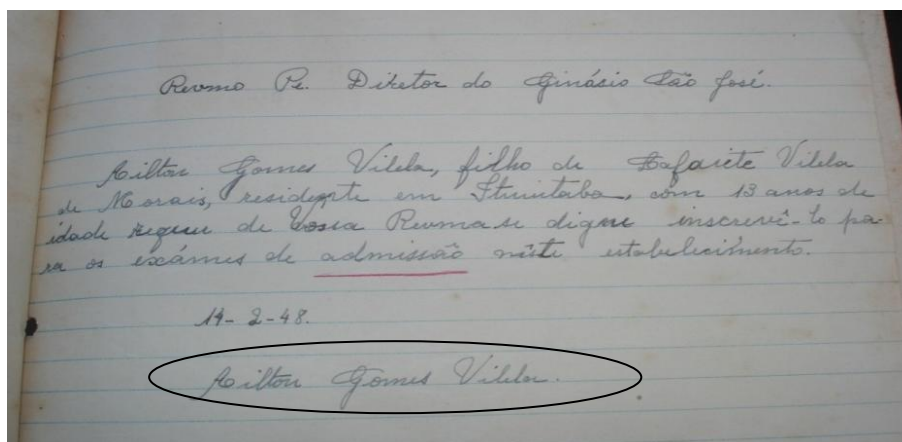 Revmo Pe. Diretor do Ginásio São José.
Ailton Gomes Vilela, filho de Lafaiete Vilela
de Morais, residente em Ituiutaba, com 13 anos de
idade requer de Vossa Revma se digne inscrevê-lo pa-
ra os exámes de admissão nêste estabelecimento.
14-2-48.
Ailton Gomes Vilela.